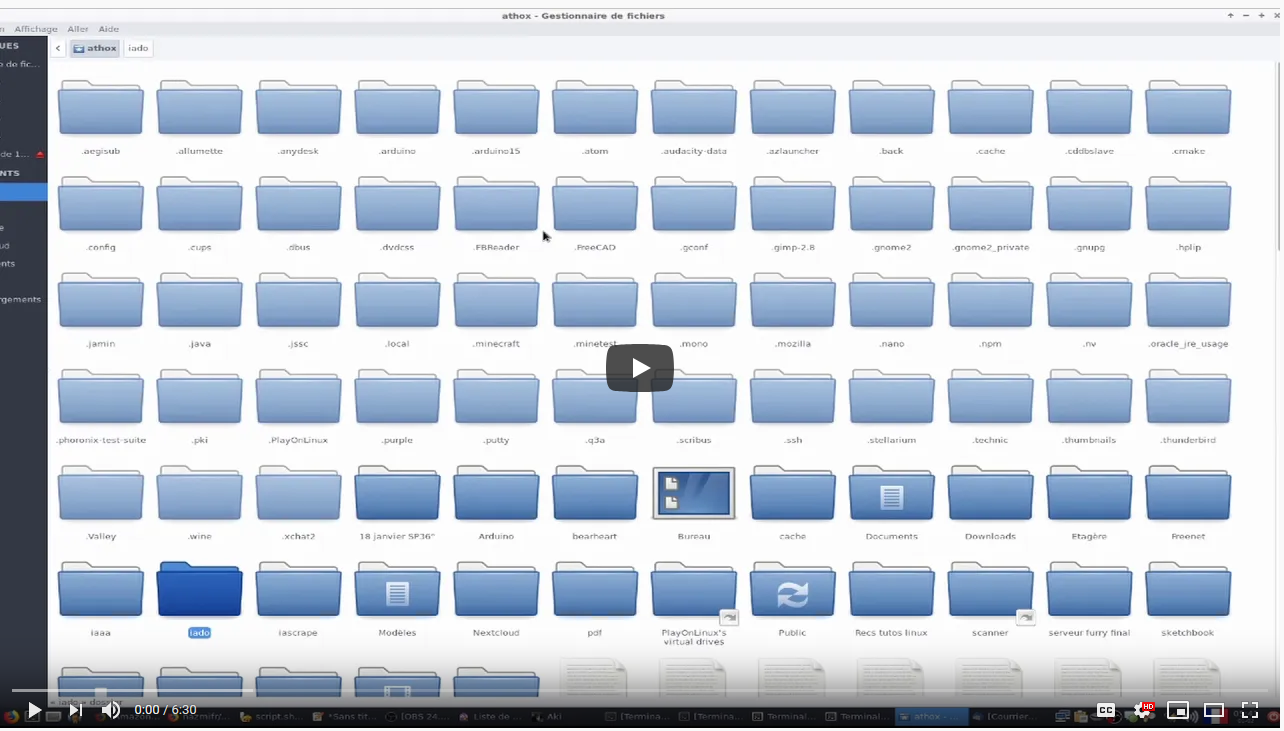 athox - Gestionnaire de fichiers
Affichage Aller Aide
UES
athox iado
o de fic...
.aegisub .allumette .anydesk .arduino .arduino15 .atom .audacity-data .azlauncher .back .cache .cddbslave .cmake
de 1...
NTS
.config .cups .dbus .dvdcss .FBReader .FreeCAD .gconf .gimp-2.8 .gnome2 .gnome2_private .gnupg .hplip
ud
nts
rgements
.jamin .java .jssc .local .minecraft .minetest .mono .mozilla .nano .npm .nv .oracle_jre_usage
.phoronix-test-suite .pki .PlayOnLinux .purple .putty .q3a .scribus .ssh .stellarium .technic .thumbnails .thunderbird
.Valley .wine .xchat2 18 janvier SP36" Arduino bearheart Bureau cache Documents Downloads Etagère Freenet
iaaa iado iascrape Modèles Nextcloud pdf PlayOnLinux's virtual drives Public Recs tutos linux scanner serveur furry final sketchbook
« iado » dossier
0:00 / 6:30
script.sh... *Sans tit... [OBS 24.... Liste de ... Aki [Termina... [Termina... Terminal... Terminal... athox - ... [Courrier...
CC HD